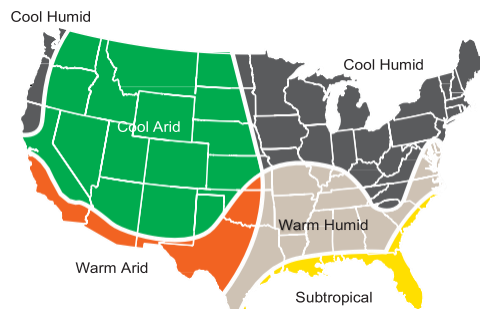 Cool Humid
Cool Humid
Cool Arid
Warm Humid
Warm Arid
Subtropical